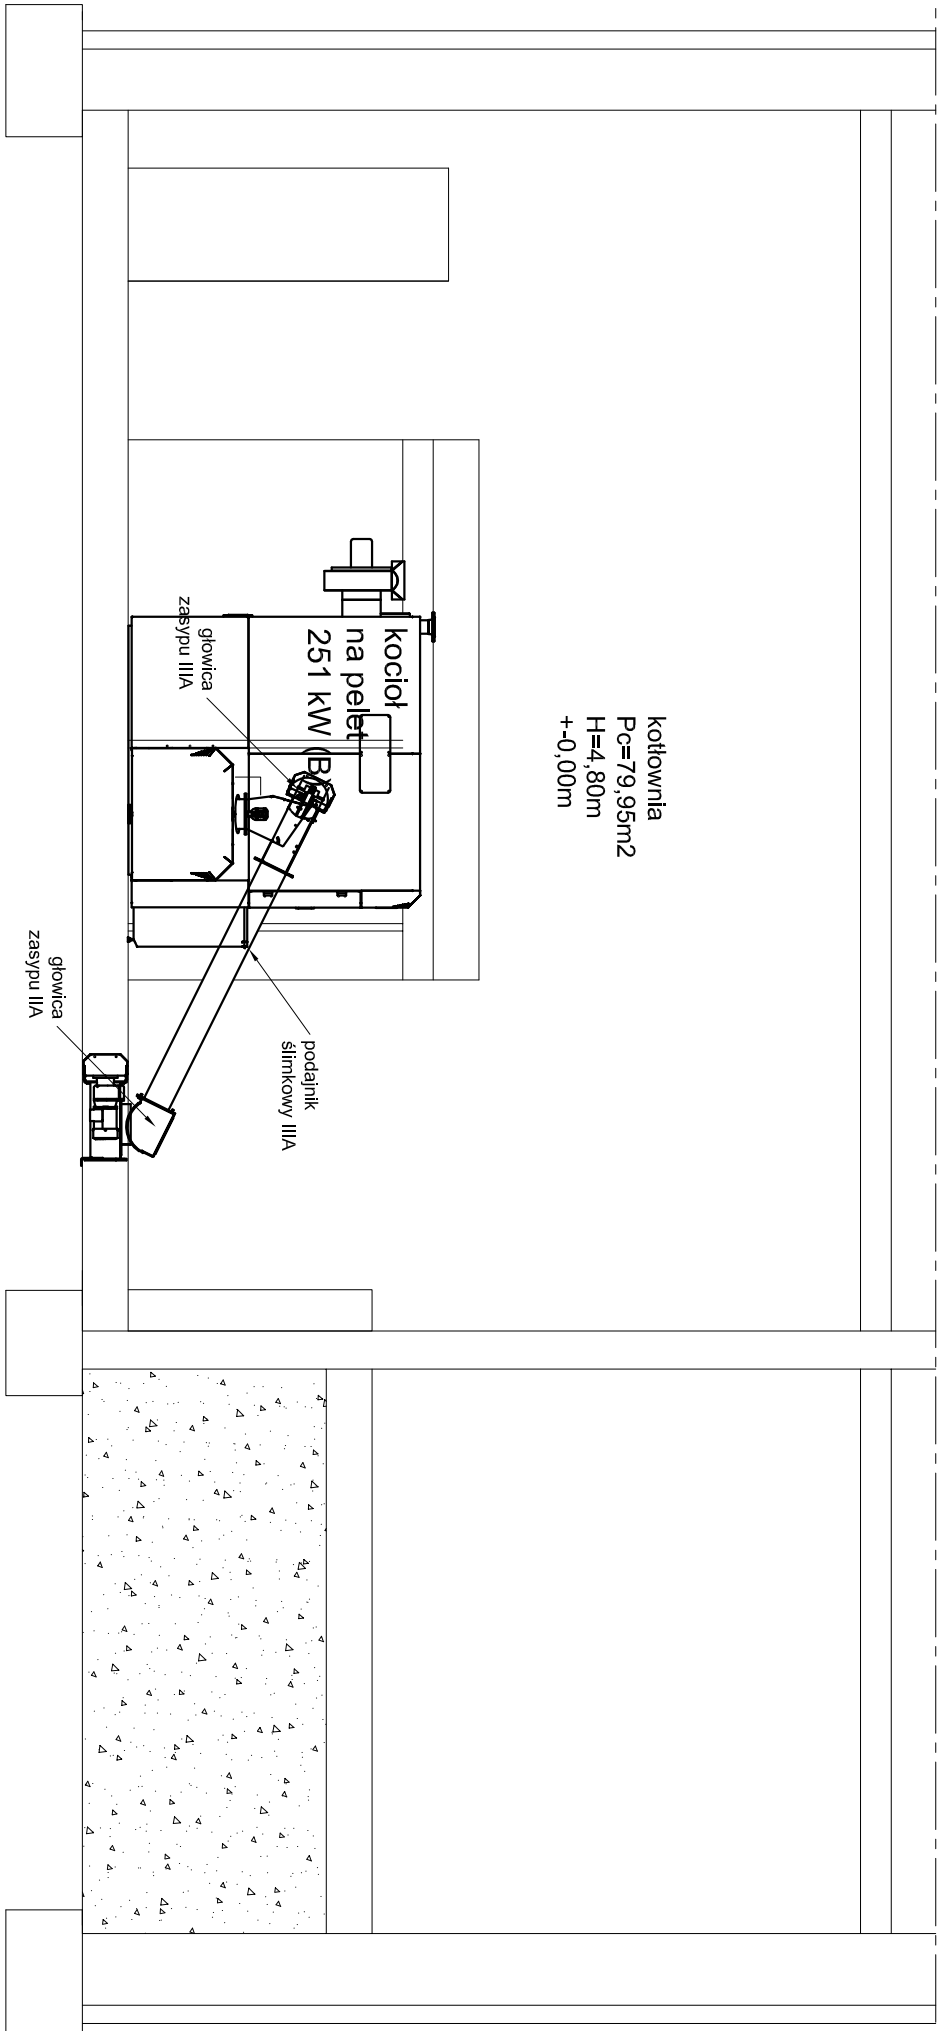 kotłownia
Pc=79,95m2
H=4,80m
+-0,00m
kocioł
na pelet
251 kW (B
głowica
zasypu IIIA
podajnik
ślimkowy IIIA
głowica
zasypu IIA